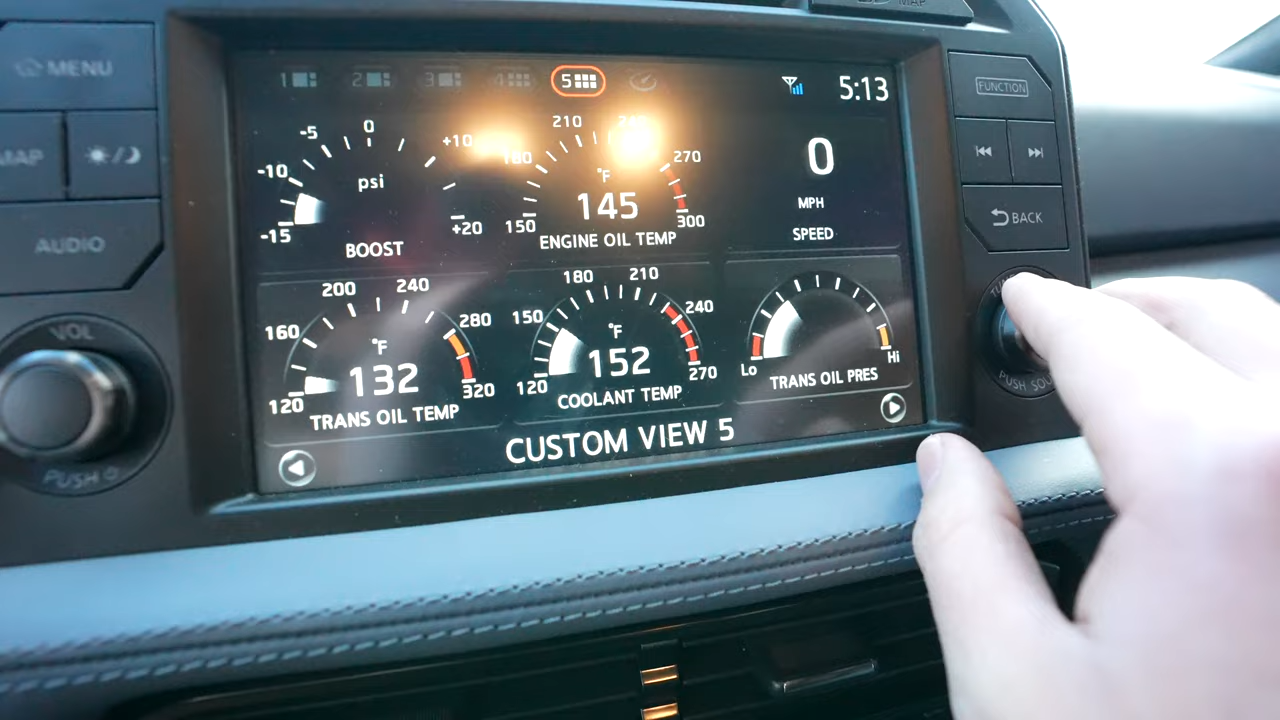 MAP
MENU
MAP
AUDIO
VOL
PUSH
1
2
3
4
5
5:13
-15
-10
-5
0
+10
+20
psi
BOOST
150
180
210
270
300
°F
145
ENGINE OIL TEMP
0
MPH
SPEED
120
160
200
240
280
320
°F
132
TRANS OIL TEMP
120
150
180
210
240
270
°F
152
COOLANT TEMP
Lo
Hi
TRANS OIL PRES
CUSTOM VIEW 5
FUNCTION
BACK
PUSH